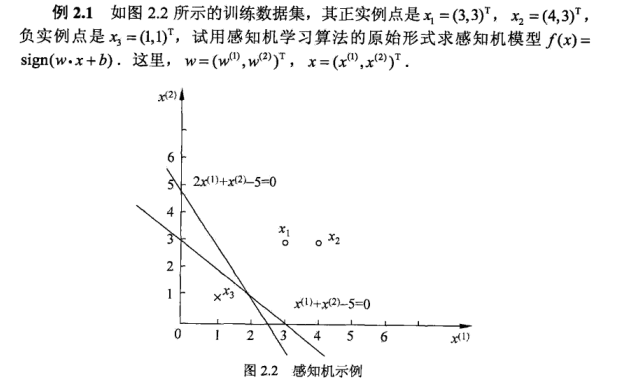 例 2.1 如图 2.2 所示的训练数据集，其正实例点是 x₁ = (3,3)ᵀ，x₂ = (4,3)ᵀ，
负实例点是 x₃ = (1,1)ᵀ，试用感知机学习算法的原始形式求感知机模型 f(x) =
sign(w·x + b)．这里，w = (w⁽¹⁾,w⁽²⁾)ᵀ，x = (x⁽¹⁾,x⁽²⁾)ᵀ．
x⁽²⁾
6
5
2x⁽¹⁾+x⁽²⁾–5=0
4
3
x₁
x₂
2
1
x₃
x⁽¹⁾+x⁽²⁾–5=0
0 1 2 3 4 5 6 x⁽¹⁾
图 2.2 感知机示例